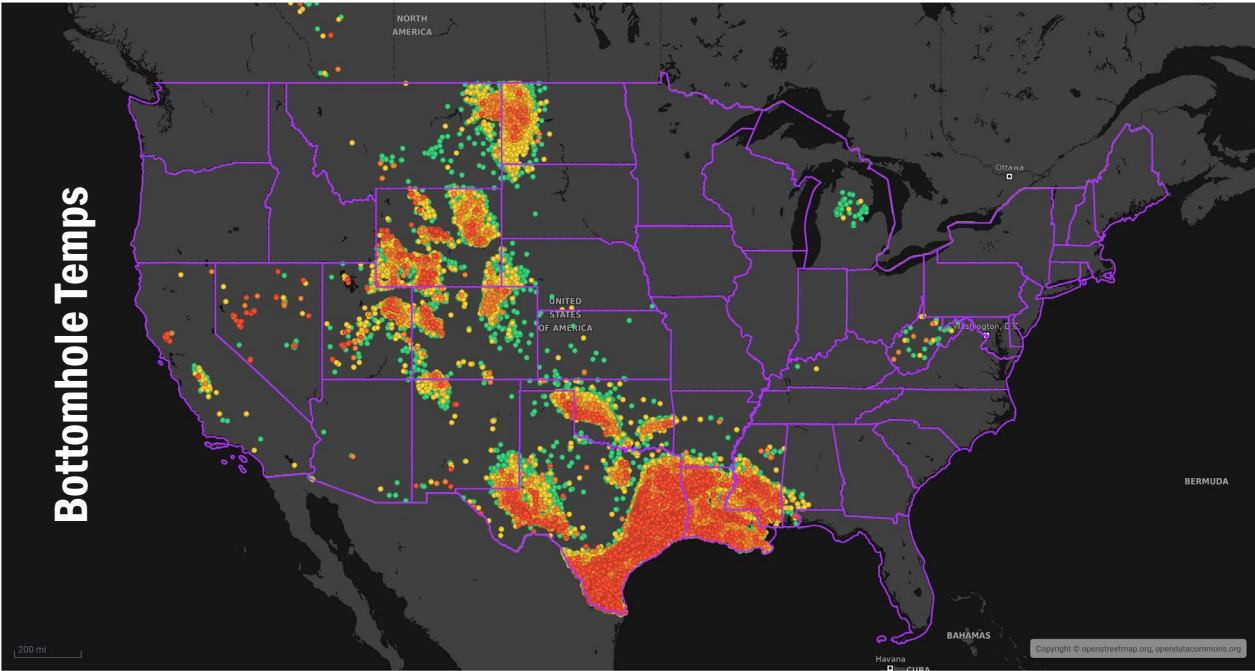 Bottomhole Temps
NORTH
AMERICA
Ottawa
UNITED
STATES
OF AMERICA
Washington, D.C.
BERMUDA
BAHAMAS
Havana
CUBA
200 mi
Copyright © openstreetmap.org, opendatacommons.org